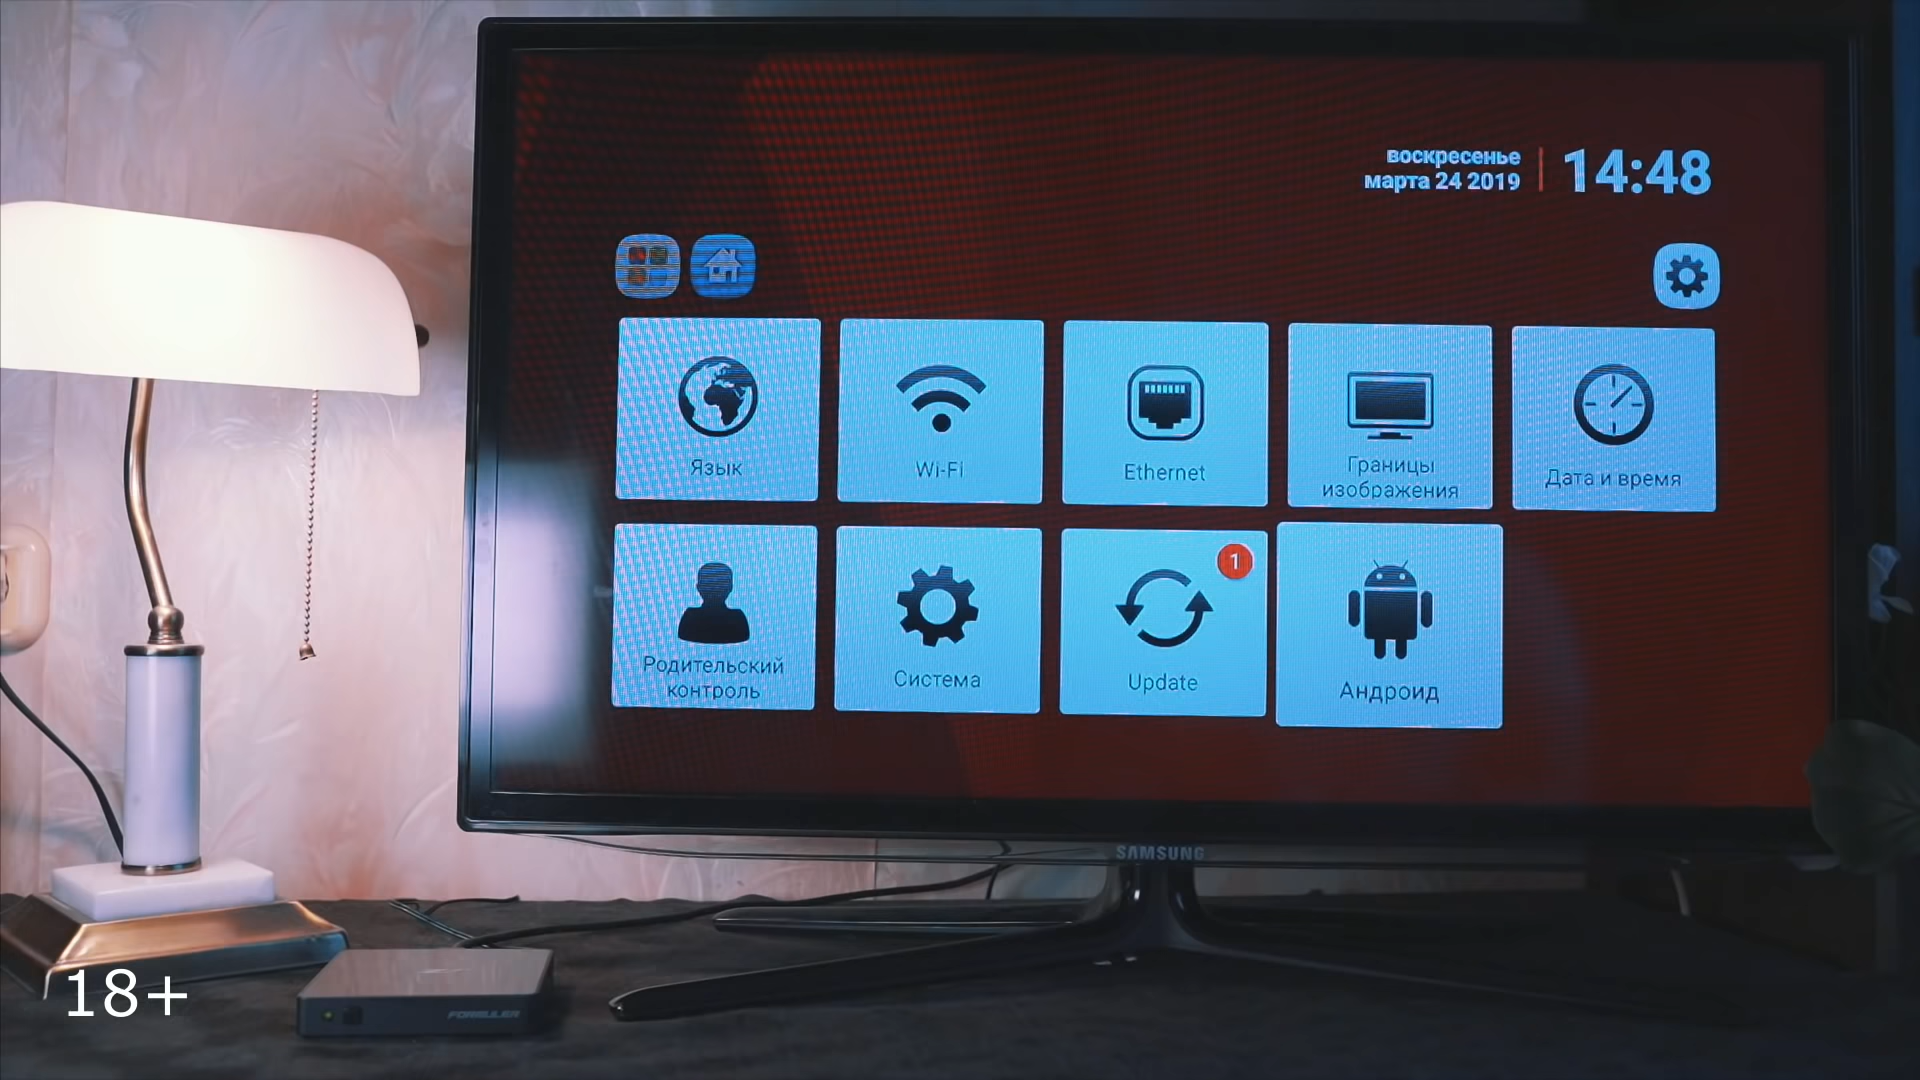 воскресенье
марта 24 2019
14:48
Язык
Wi-Fi
Ethernet
Границы
изображения
Дата и время
Родительский
контроль
Система
1
Update
Андроид
SAMSUNG
FORMULER
18+